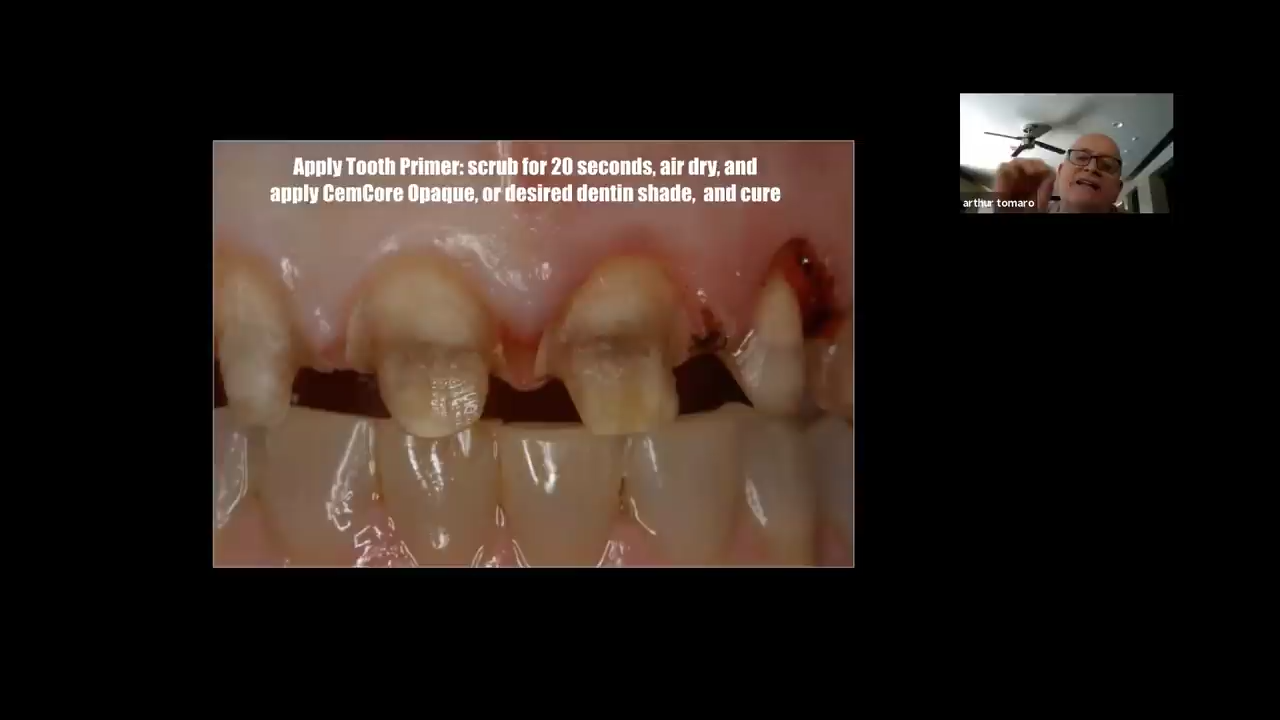 Apply Tooth Primer: scrub for 20 seconds, air dry, and
apply CemCore Opaque, or desired dentin shade, and cure
arthur tomaro